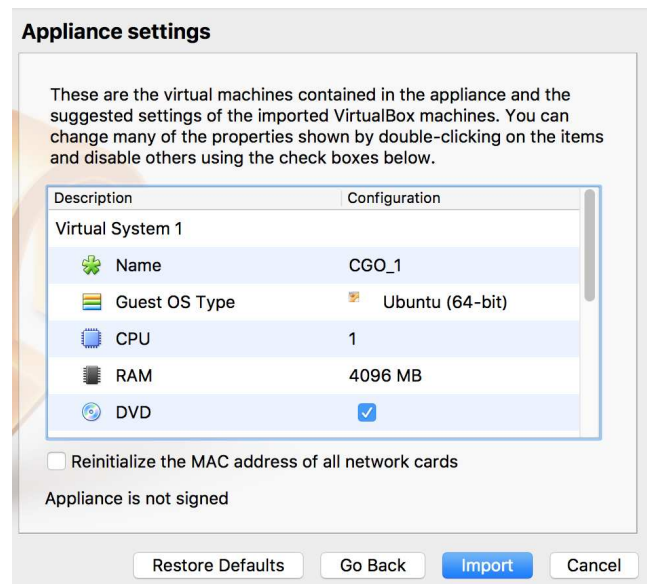 Appliance settings
These are the virtual machines contained in the appliance and the
suggested settings of the imported VirtualBox machines. You can
change many of the properties shown by double-clicking on the items
and disable others using the check boxes below.
Description Configuration
Virtual System 1
Name CGO_1
Guest OS Type Ubuntu (64-bit)
CPU 1
RAM 4096 MB
DVD
Reinitialize the MAC address of all network cards
Appliance is not signed
Restore Defaults Go Back Import Cancel